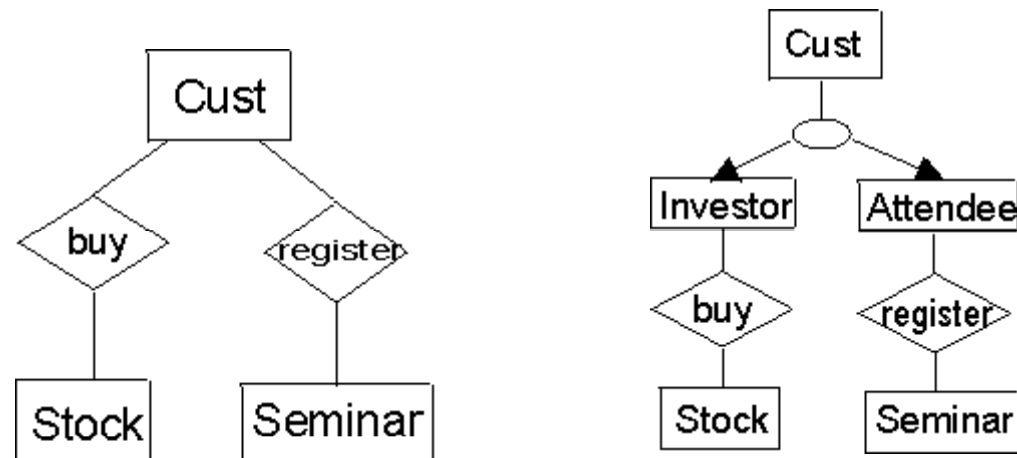 Cust
buy
register
Stock
Seminar
Cust
Investor
Attendee
buy
register
Stock
Seminar